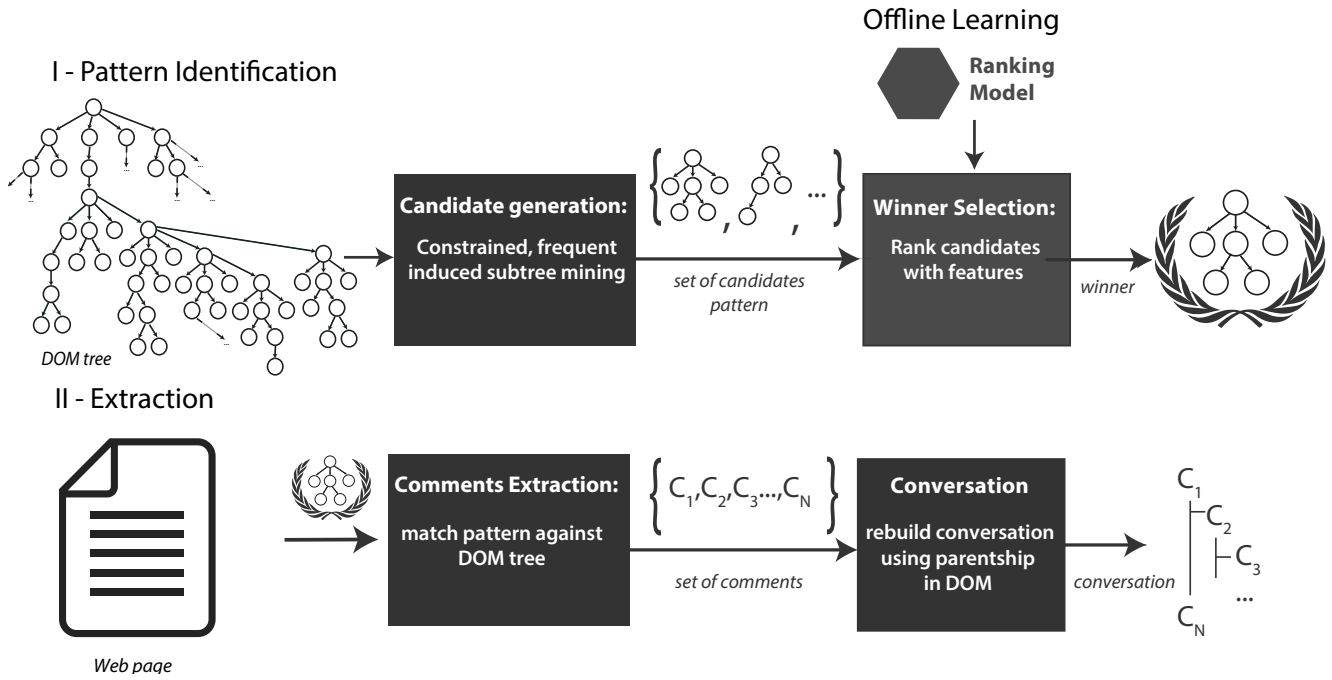 Offline Learning
I - Pattern Identification
Ranking
Model
...
...
...
...
...
DOM tree
Candidate generation:
Constrained, frequent
induced subtree mining
{ , , ... }
set of candidates
pattern
Winner Selection:
Rank candidates
with features
winner
II - Extraction
Web page
Comments Extraction:
match pattern against
DOM tree
{ C₁,C₂,C₃...,C_N }
set of comments
Conversation
rebuild conversation
using parentship
in DOM
conversation
C₁
C₂
C₃
...
C_N